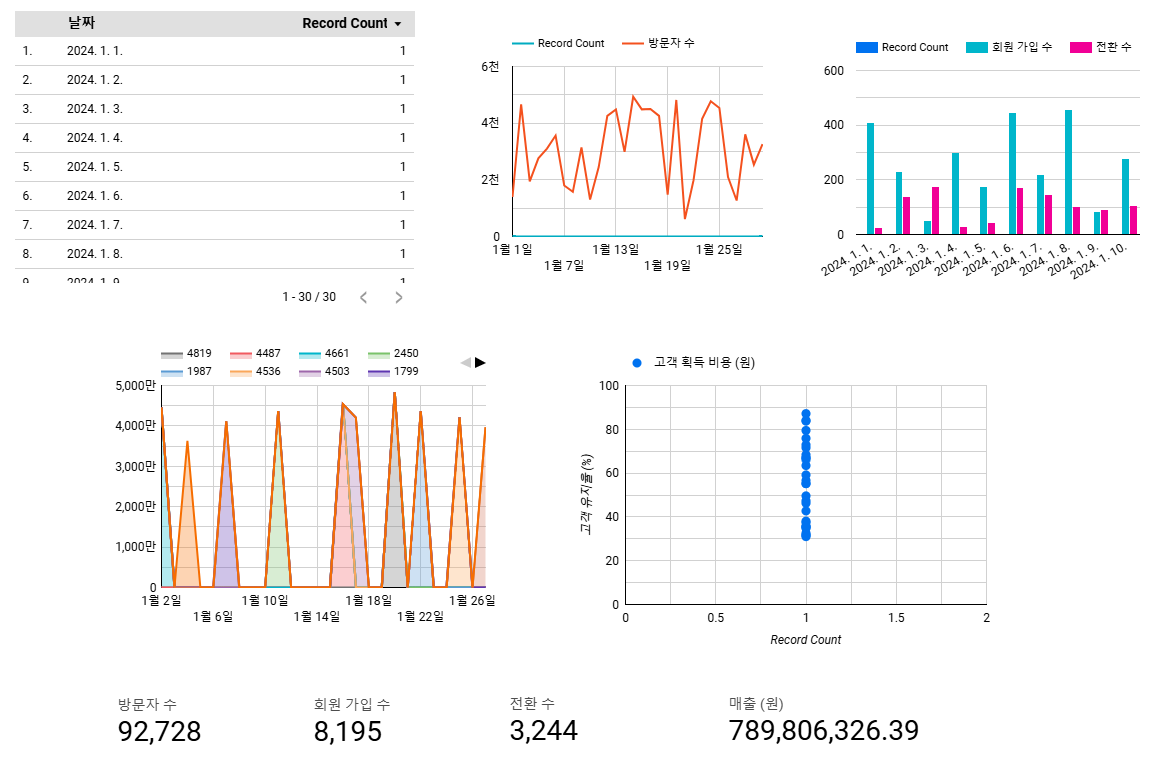 날짜 Record Count
1. 2024. 1. 1. 1
2. 2024. 1. 2. 1
3. 2024. 1. 3. 1
4. 2024. 1. 4. 1
5. 2024. 1. 5. 1
6. 2024. 1. 6. 1
7. 2024. 1. 7. 1
8. 2024. 1. 8. 1
9. 2024. 1. 9. 1
1 - 30 / 30
Record Count 방문자 수
6천
4천
2천
0
1월 1일 1월 13일 1월 25일
1월 7일 1월 19일
Record Count 회원 가입 수 전환 수
600
400
200
0
2024. 1. 1. 2024. 1. 2. 2024. 1. 3. 2024. 1. 4. 2024. 1. 5. 2024. 1. 6. 2024. 1. 7. 2024. 1. 8. 2024. 1. 9. 2024. 1. 10.
4819 4487 4661 2450
1987 4536 4503 1799
5,000만
4,000만
3,000만
2,000만
1,000만
0
1월 2일 1월 10일 1월 18일 1월 26일
1월 6일 1월 14일 1월 22일
고객 획득 비용 (원)
고객 유지율 (%)
100
80
60
40
20
0
0 0.5 1 1.5 2
Record Count
방문자 수 회원 가입 수 전환 수 매출 (원)
92,728 8,195 3,244 789,806,326.39